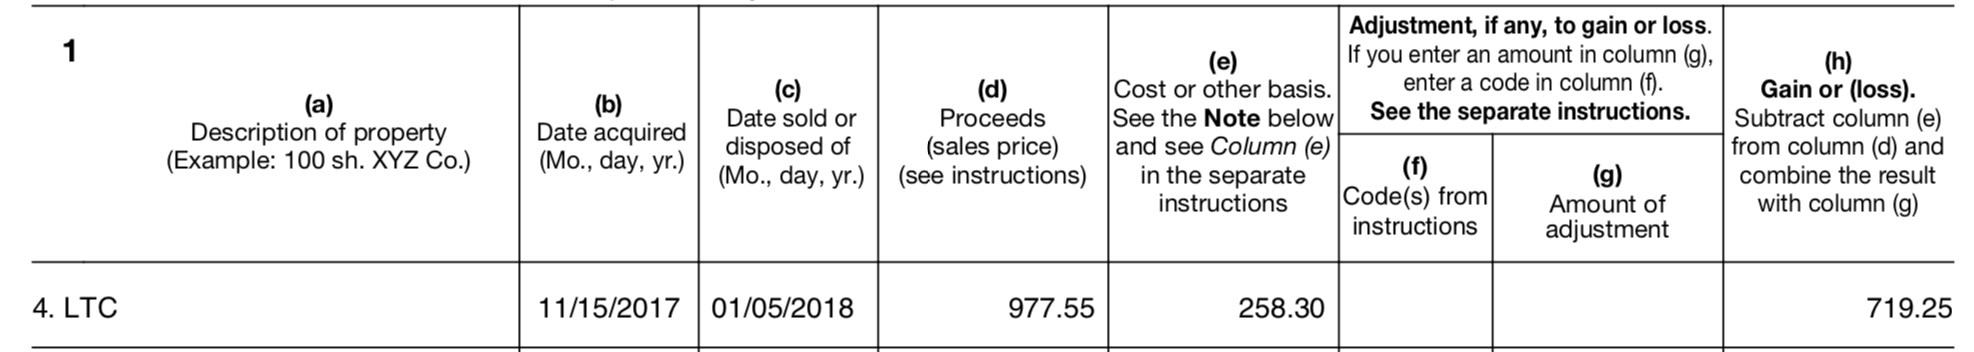 1
(a)
Description of property
(Example: 100 sh. XYZ Co.)
(b)
Date acquired
(Mo., day, yr.)
(c)
Date sold or
disposed of
(Mo., day, yr.)
(d)
Proceeds
(sales price)
(see instructions)
(e)
Cost or other basis.
See the Note below
and see Column (e)
in the separate
instructions
Adjustment, if any, to gain or loss.
If you enter an amount in column (g),
enter a code in column (f).
See the separate instructions.
(f)
Code(s) from
instructions
(g)
Amount of
adjustment
(h)
Gain or (loss).
Subtract column (e)
from column (d) and
combine the result
with column (g)
4. LTC 11/15/2017 01/05/2018 977.55 258.30 719.25